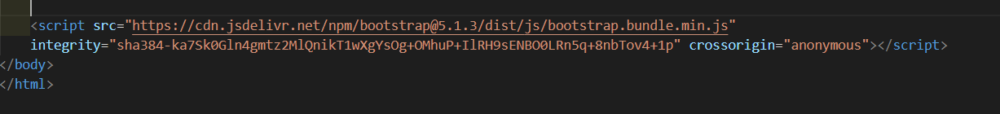 <script src="https://cdn.jsdelivr.net/npm/bootstrap@5.1.3/dist/js/bootstrap.bundle.min.js"
integrity="sha384-ka7Sk0Gln4gmtz2MlQnikT1wXgYsOg+OMhuP+IlRH9sENBO0LRn5q+8nbTov4+1p" crossorigin="anonymous"></script>
</body>
</html>